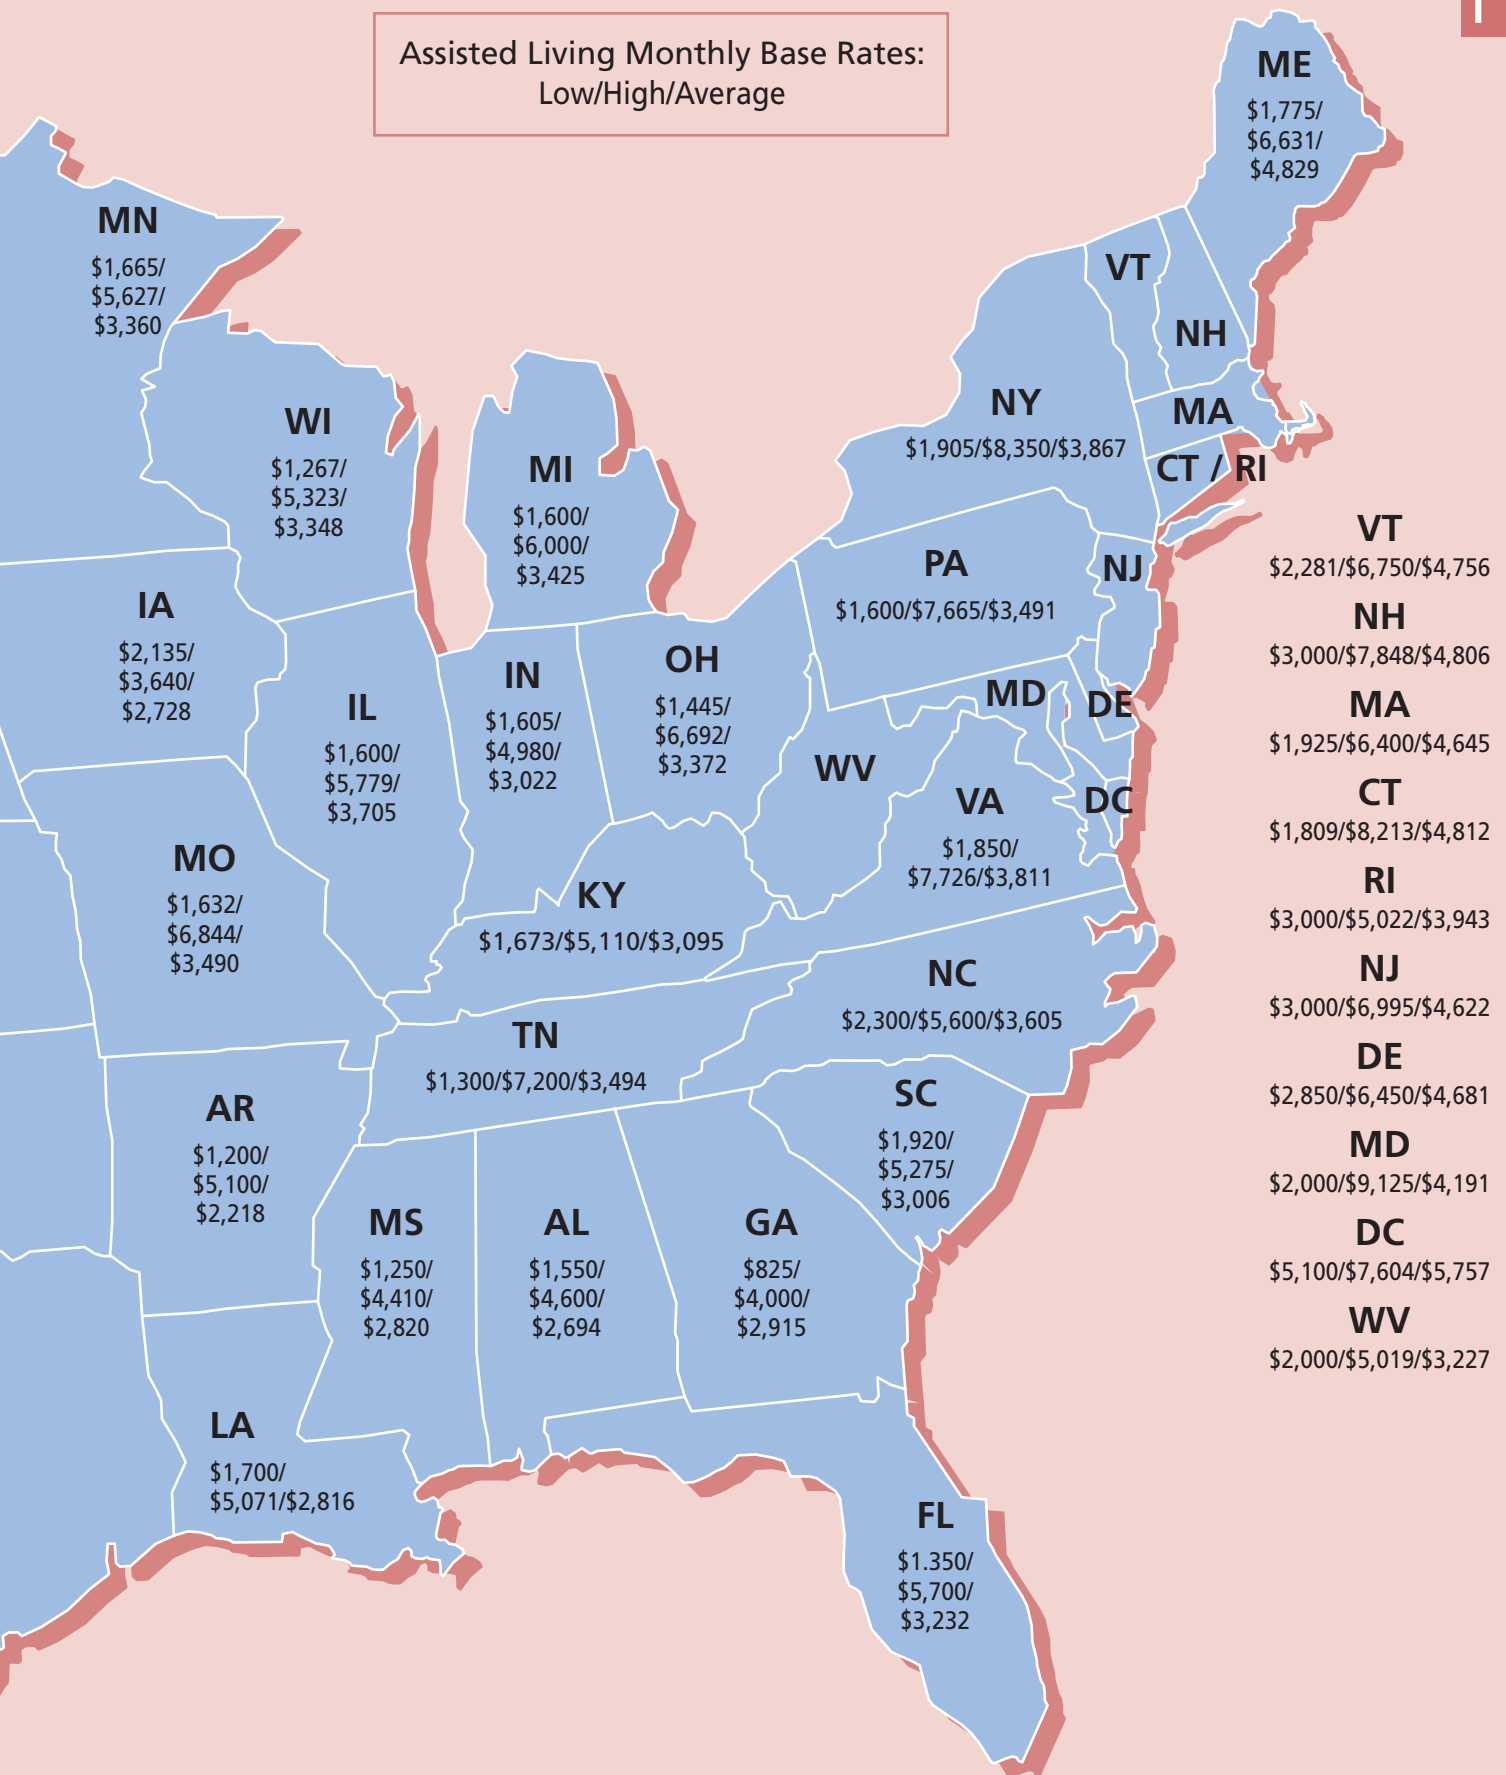 Assisted Living Monthly Base Rates:
Low/High/Average
ME
$1,775/
$6,631/
$4,829
MN
$1,665/
$5,627/
$3,360
VT
NH
WI
$1,267/
$5,323/
$3,348
MI
$1,600/
$6,000/
$3,425
NY
$1,905/$8,350/$3,867
MA
CT / RI
PA
$1,600/$7,665/$3,491
NJ
IA
$2,135/
$3,640/
$2,728
IL
$1,600/
$5,779/
$3,705
IN
$1,605/
$4,980/
$3,022
OH
$1,445/
$6,692/
$3,372
MD
DE
WV
VA
$1,850/
$7,726/$3,811
DC
MO
$1,632/
$6,844/
$3,490
KY
$1,673/$5,110/$3,095
NC
$2,300/$5,600/$3,605
TN
$1,300/$7,200/$3,494
SC
$1,920/
$5,275/
$3,006
AR
$1,200/
$5,100/
$2,218
MS
$1,250/
$4,410/
$2,820
AL
$1,550/
$4,600/
$2,694
GA
$825/
$4,000/
$2,915
LA
$1,700/
$5,071/$2,816
FL
$1.350/
$5,700/
$3,232
VT
$2,281/$6,750/$4,756
NH
$3,000/$7,848/$4,806
MA
$1,925/$6,400/$4,645
CT
$1,809/$8,213/$4,812
RI
$3,000/$5,022/$3,943
NJ
$3,000/$6,995/$4,622
DE
$2,850/$6,450/$4,681
MD
$2,000/$9,125/$4,191
DC
$5,100/$7,604/$5,757
WV
$2,000/$5,019/$3,227